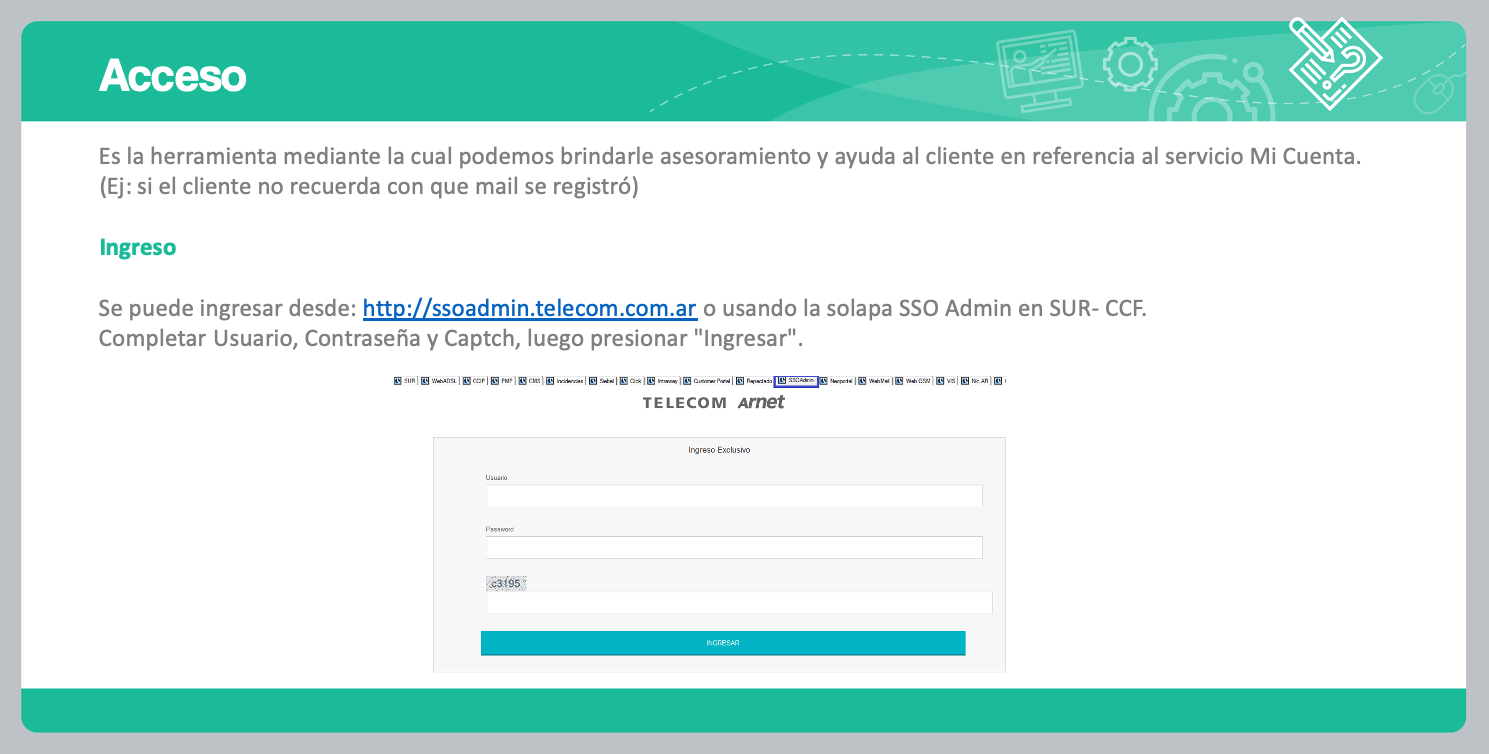 Acceso
Es la herramienta mediante la cual podemos brindarle asesoramiento y ayuda al cliente en referencia al servicio Mi Cuenta.
(Ej: si el cliente no recuerda con que mail se registró)
Ingreso
Se puede ingresar desde: http://ssoadmin.telecom.com.ar o usando la solapa SSO Admin en SUR- CCF.
Completar Usuario, Contraseña y Captch, luego presionar "Ingresar".
SUR | WebADSL | CCIP | PMP | CMS | Incidencias | Siebel | Click | Intraway | Customer Portal | Repactado | SSOAdmin | Neoportal | WebMail | Web GSM | VIS | Nic AR |
TELECOM Arnet
Ingreso Exclusivo
Usuario
Password
c3195
INGRESAR